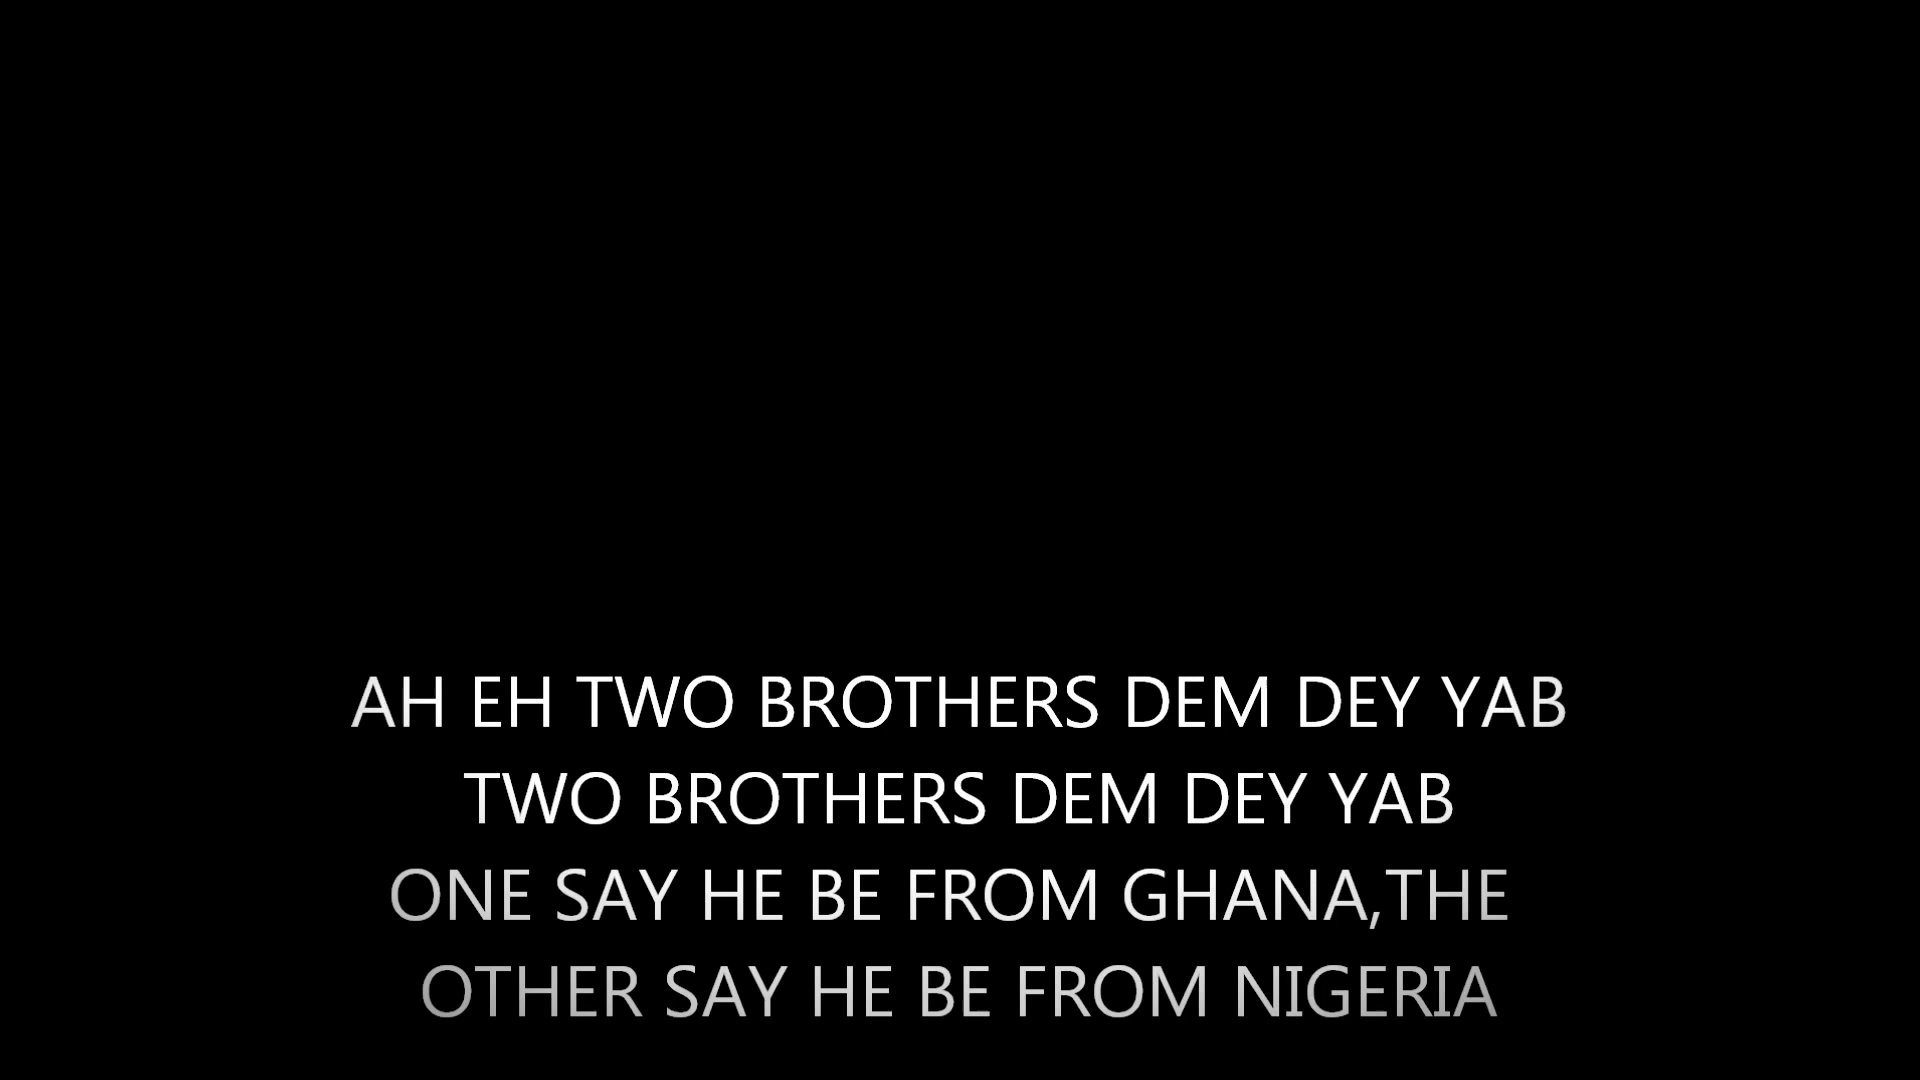 AH EH TWO BROTHERS DEM DEY YAB
TWO BROTHERS DEM DEY YAB
ONE SAY HE BE FROM GHANA,THE
OTHER SAY HE BE FROM NIGERIA